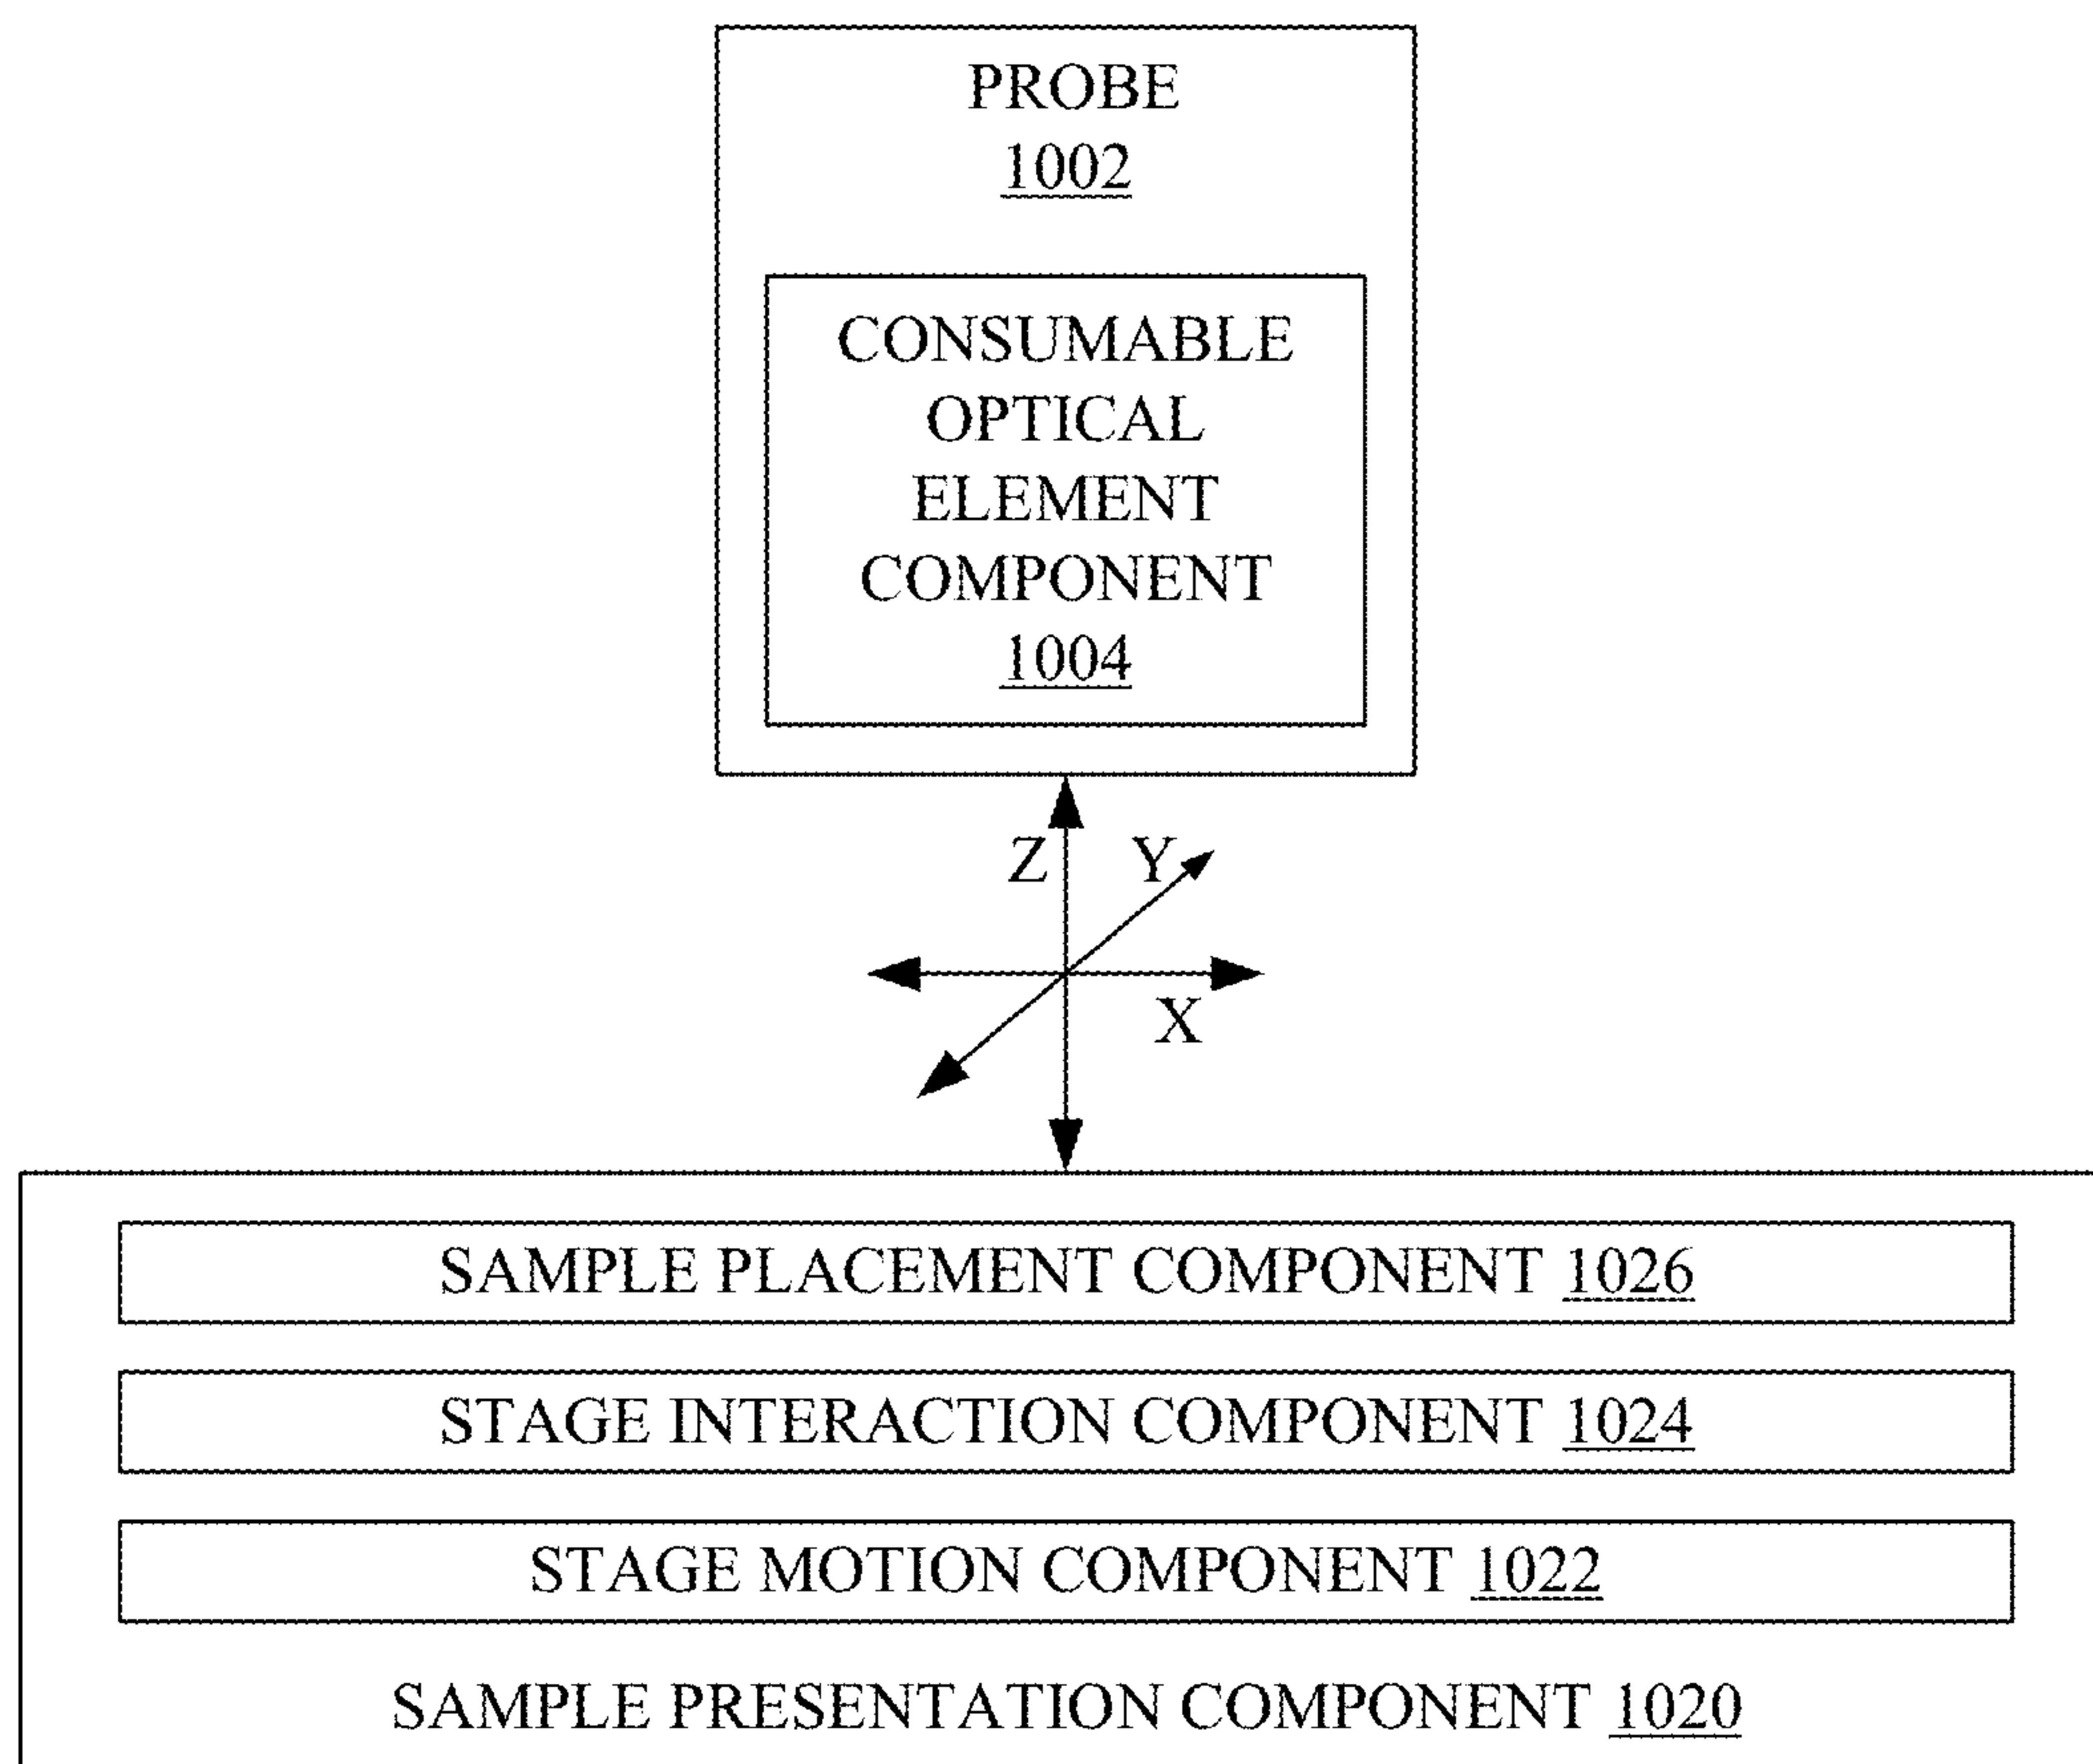 PROBE
1002
CONSUMABLE
OPTICAL
ELEMENT
COMPONENT
1004
Z
Y
X
SAMPLE PLACEMENT COMPONENT 1026
STAGE INTERACTION COMPONENT 1024
STAGE MOTION COMPONENT 1022
SAMPLE PRESENTATION COMPONENT 1020